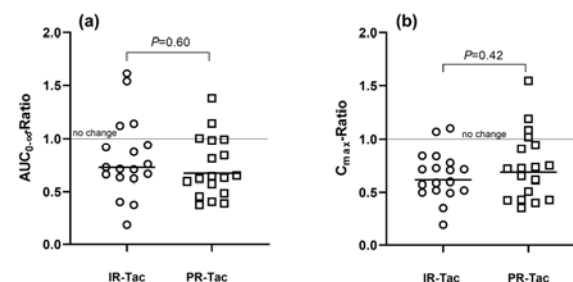 (a)
P=0.60
AUC0-∞-Ratio
2.0
1.5
1.0
0.5
0.0
no change
IR-Tac PR-Tac
(b)
P=0.42
Cmax-Ratio
2.0
1.5
1.0
0.5
0.0
no change
IR-Tac PR-Tac